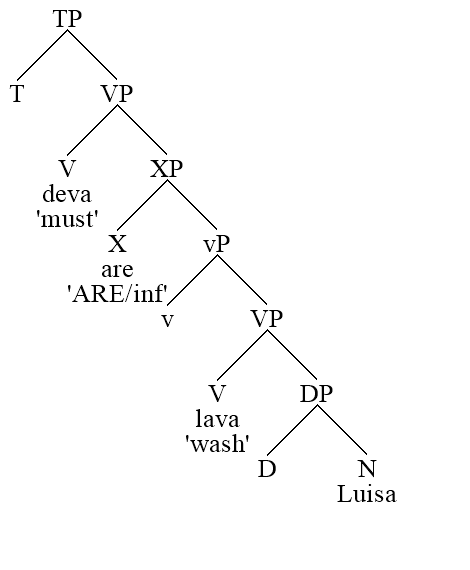 TP
T VP
V XP
deva
'must'
X vP
are
'ARE/inf'
v VP
V DP
lava
'wash'
D N
Luisa